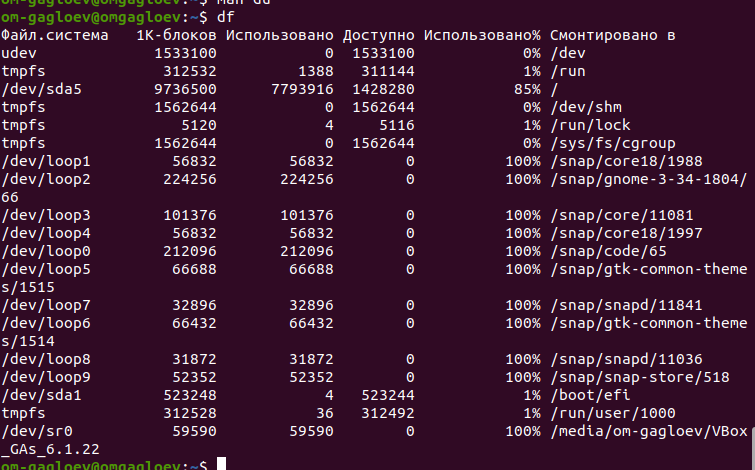 om-gagloev@omgagloev:~$ man du
om-gagloev@omgagloev:~$ df
Файл.система   1K-блоков Использовано Доступно Использовано% Смонтировано в
udev             1533100            0  1533100            0% /dev
tmpfs             312532         1388   311144            1% /run
/dev/sda5        9736500      7793916  1428280           85% /
tmpfs            1562644            0  1562644            0% /dev/shm
tmpfs               5120            4     5116            1% /run/lock
tmpfs            1562644            0  1562644            0% /sys/fs/cgroup
/dev/loop1         56832        56832        0          100% /snap/core18/1988
/dev/loop2        224256       224256        0          100% /snap/gnome-3-34-1804/
66
/dev/loop3        101376       101376        0          100% /snap/core/11081
/dev/loop4         56832        56832        0          100% /snap/core18/1997
/dev/loop0        212096       212096        0          100% /snap/code/65
/dev/loop5         66688        66688        0          100% /snap/gtk-common-theme
s/1515
/dev/loop7         32896        32896        0          100% /snap/snapd/11841
/dev/loop6         66432        66432        0          100% /snap/gtk-common-theme
s/1514
/dev/loop8         31872        31872        0          100% /snap/snapd/11036
/dev/loop9         52352        52352        0          100% /snap/snap-store/518
/dev/sda1         523248            4   523244            1% /boot/efi
tmpfs             312528           36   312492            1% /run/user/1000
/dev/sr0           59590        59590        0          100% /media/om-gagloev/VBox
_GAs_6.1.22
om-gagloev@omgagloev:~$